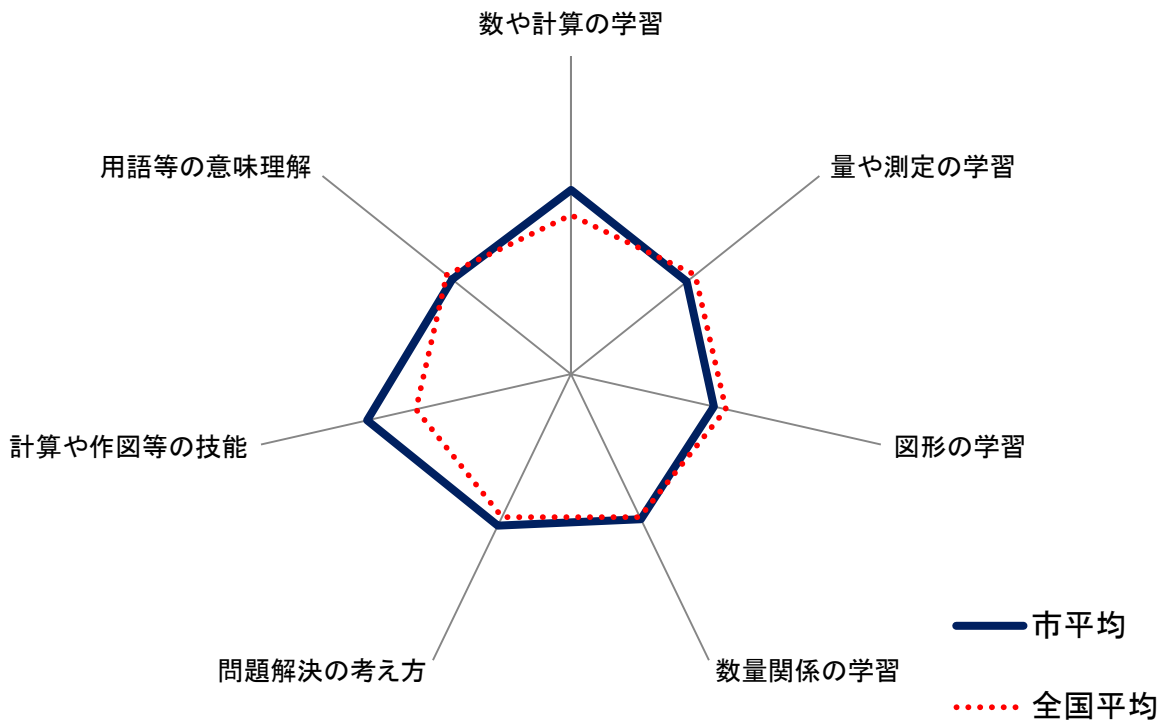 数や計算の学習
量や測定の学習
図形の学習
数量関係の学習
問題解決の考え方
計算や作図等の技能
用語等の意味理解
市平均
全国平均